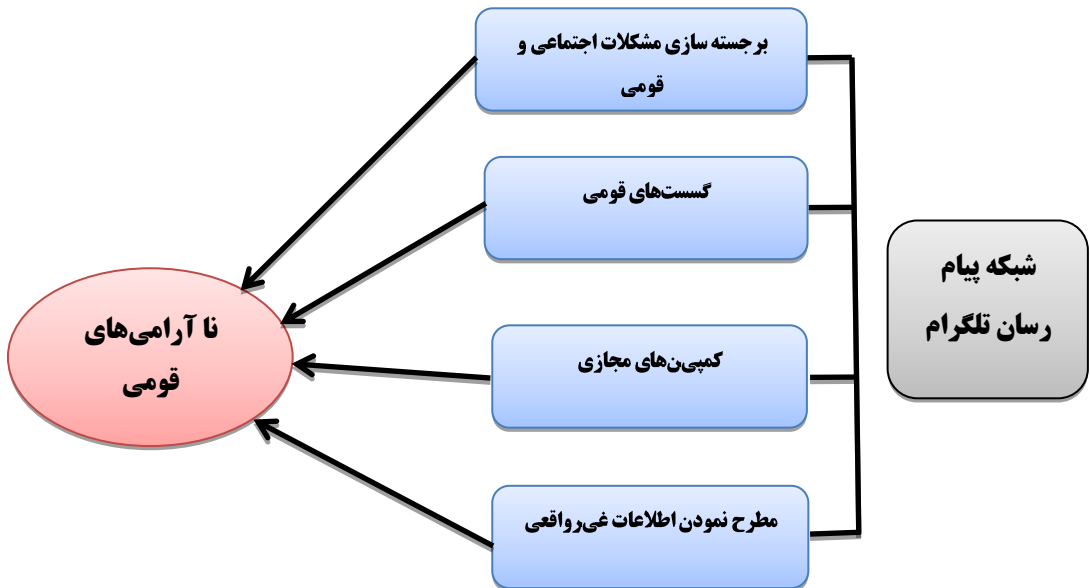 برجسته سازی مشکلات اجتماعی و
قومی
گسست‌های قومی
شبکه پیام
رسان تلگرام
نا آرامی‌های
قومی
کمپی‌ن‌های مجازی
مطرح نمودن اطلاعات غی‌رواقعی